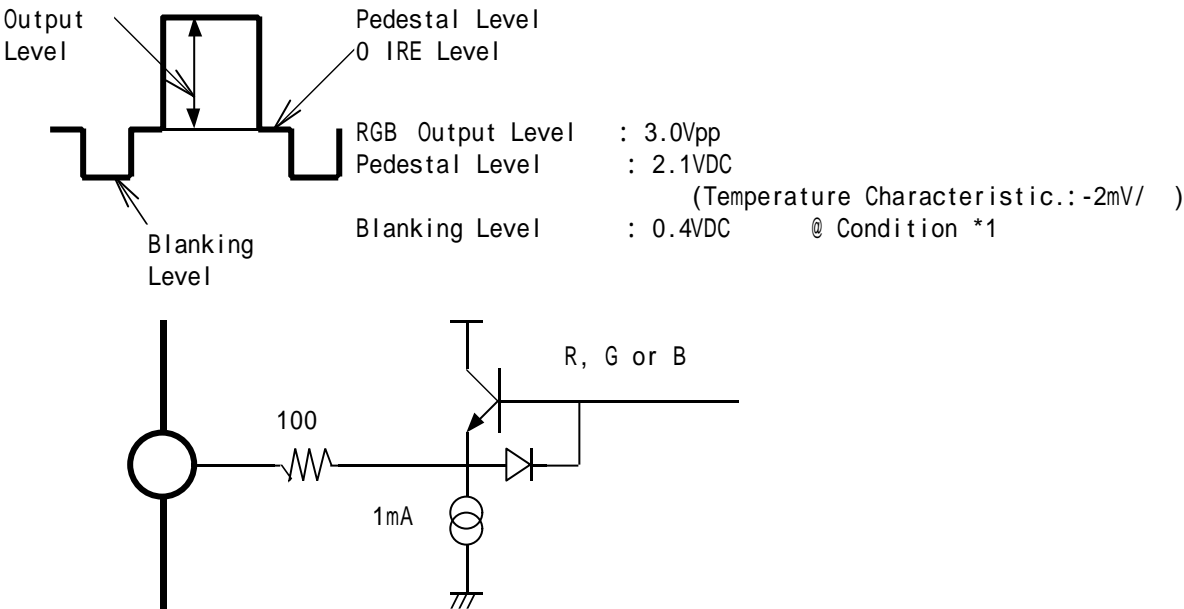 Output
Level
Pedestal Level
0 IRE Level
RGB Output Level : 3.0Vpp
Pedestal Level : 2.1VDC
(Temperature Characteristic.:-2mV/ )
Blanking Level : 0.4VDC @ Condition *1
Blanking
Level
R, G or B
100
1mA